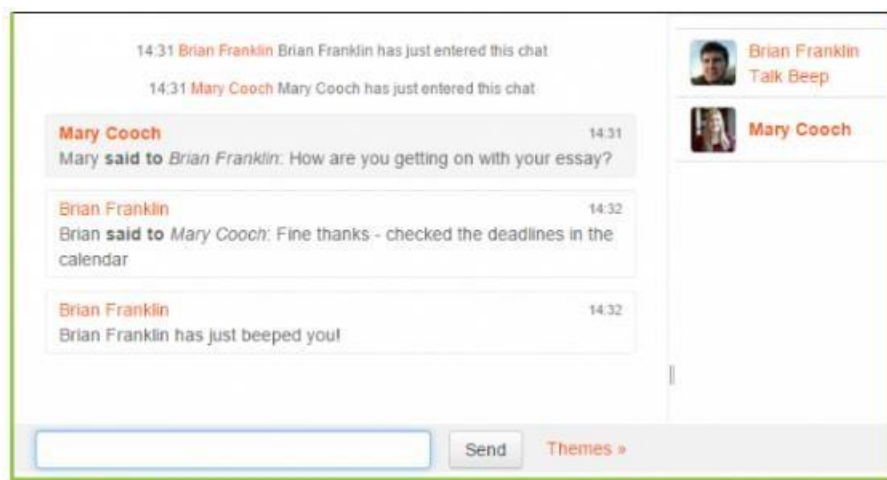 14:31 Brian Franklin Brian Franklin has just entered this chat
14:31 Mary Cooch Mary Cooch has just entered this chat
Mary Cooch 14:31
Mary said to Brian Franklin: How are you getting on with your essay?
Brian Franklin 14:32
Brian said to Mary Cooch: Fine thanks - checked the deadlines in the
calendar
Brian Franklin 14:32
Brian Franklin has just beeped you!
Send Themes »
Brian Franklin
Talk Beep
Mary Cooch